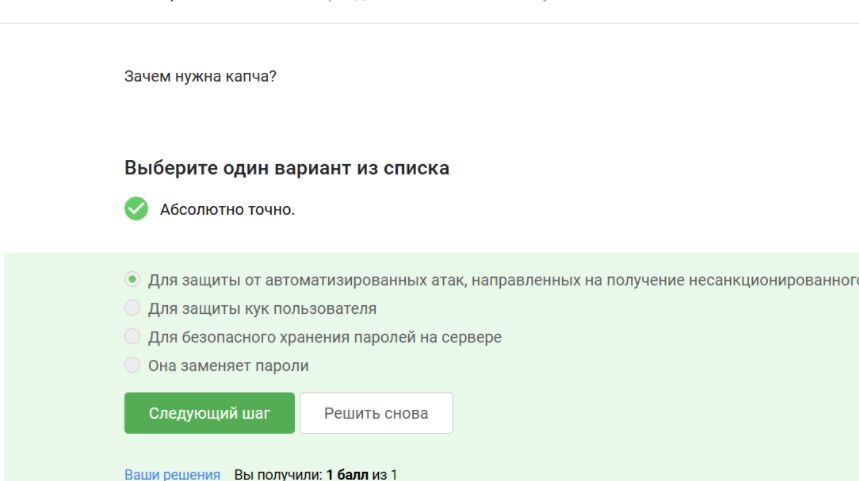 Зачем нужна капча?
Выберите один вариант из списка
Абсолютно точно.
Для защиты от автоматизированных атак, направленных на получение несанкционированного
Для защиты кук пользователя
Для безопасного хранения паролей на сервере
Она заменяет пароли
Следующий шаг
Решить снова
Ваши решения Вы получили: 1 балл из 1